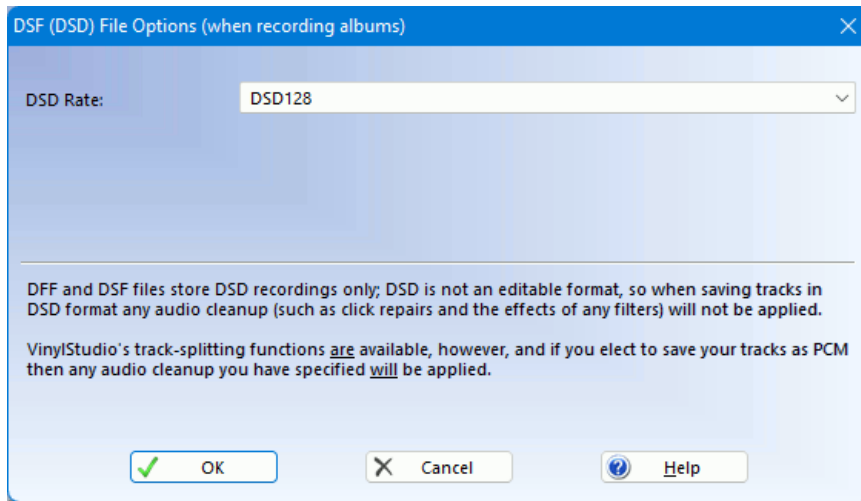 DSF (DSD) File Options (when recording albums)
DSD Rate:
DSD128
DFF and DSF files store DSD recordings only; DSD is not an editable format, so when saving tracks in
DSD format any audio cleanup (such as click repairs and the effects of any filters) will not be applied.
VinylStudio's track-splitting functions are available, however, and if you elect to save your tracks as PCM
then any audio cleanup you have specified will be applied.
OK
Cancel
Help